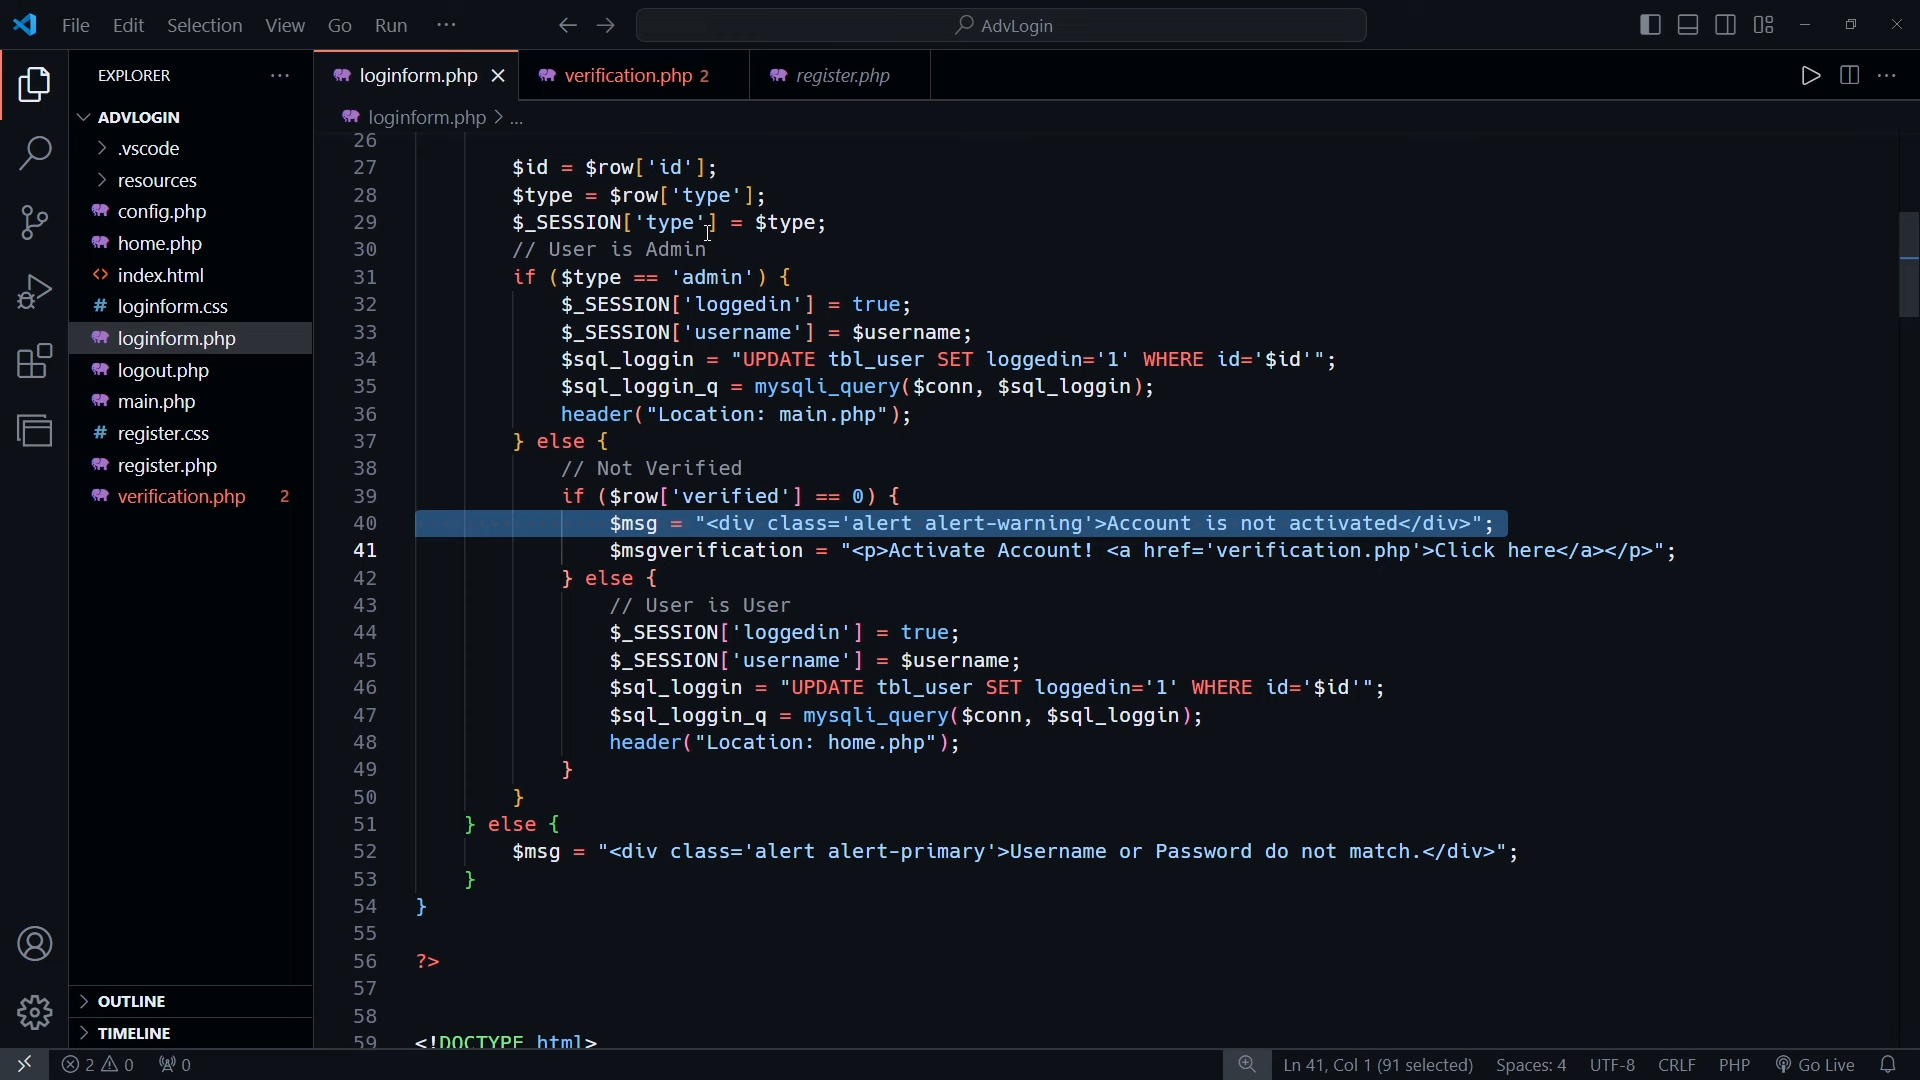 File Edit Selection View Go Run ··· AdvLogin
EXPLORER ···
ADVLOGIN
.vscode
resources
config.php
home.php
index.html
loginform.css
loginform.php
logout.php
main.php
register.css
register.php
verification.php 2
OUTLINE
TIMELINE
loginform.php verification.php 2 register.php
loginform.php > ...
26
27 $id = $row['id'];
28 $type = $row['type'];
29 $_SESSION['type'] = $type;
30 // User is Admin
31 if ($type == 'admin') {
32 $_SESSION['loggedin'] = true;
33 $_SESSION['username'] = $username;
34 $sql_loggin = "UPDATE tbl_user SET loggedin='1' WHERE id='$id'";
35 $sql_loggin_q = mysqli_query($conn, $sql_loggin);
36 header("Location: main.php");
37 } else {
38 // Not Verified
39 if ($row['verified'] == 0) {
40 $msg = "<div class='alert alert-warning'>Account is not activated</div>";
41 $msgverification = "<p>Activate Account! <a href='verification.php'>Click here</a></p>";
42 } else {
43 // User is User
44 $_SESSION['loggedin'] = true;
45 $_SESSION['username'] = $username;
46 $sql_loggin = "UPDATE tbl_user SET loggedin='1' WHERE id='$id'";
47 $sql_loggin_q = mysqli_query($conn, $sql_loggin);
48 header("Location: home.php");
49 }
50 }
51 } else {
52 $msg = "<div class='alert alert-primary'>Username or Password do not match.</div>";
53 }
54 }
55
56 ?>
57
58
59 <!DOCTYPE html>
2 0 0 Ln 41, Col 1 (91 selected) Spaces: 4 UTF-8 CRLF PHP Go Live